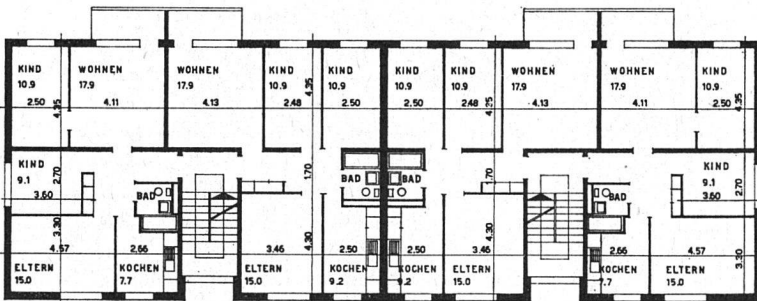 KIND WOHNEN WOHNEN KIND KIND KIND KIND WOHNEN WOHNEN KIND
10.9 17.9 17.9 10.9 10.9 10.9 10.9 17.9 17.9 10.9
2.50 4.35 4.11 4.13 2.48 4.35 2.50 2.50 2.48 4.25 4.13 4.11 2.50 4.35
KIND KIND
9.1 BAD 1.70 BAD BAD 1.70 BAD 9.1
3.60 2.70 3.60 2.70
4.57 3.30 2.66 3.46 4.30 2.50 2.50 3.46 4.30 2.66 4.57 3.30
ELTERN KOCHEN ELTERN KOCHEN KOCHEN ELTERN KOCHEN ELTERN
15.0 7.7 15.0 9.2 9.2 15.0 7.7 15.0